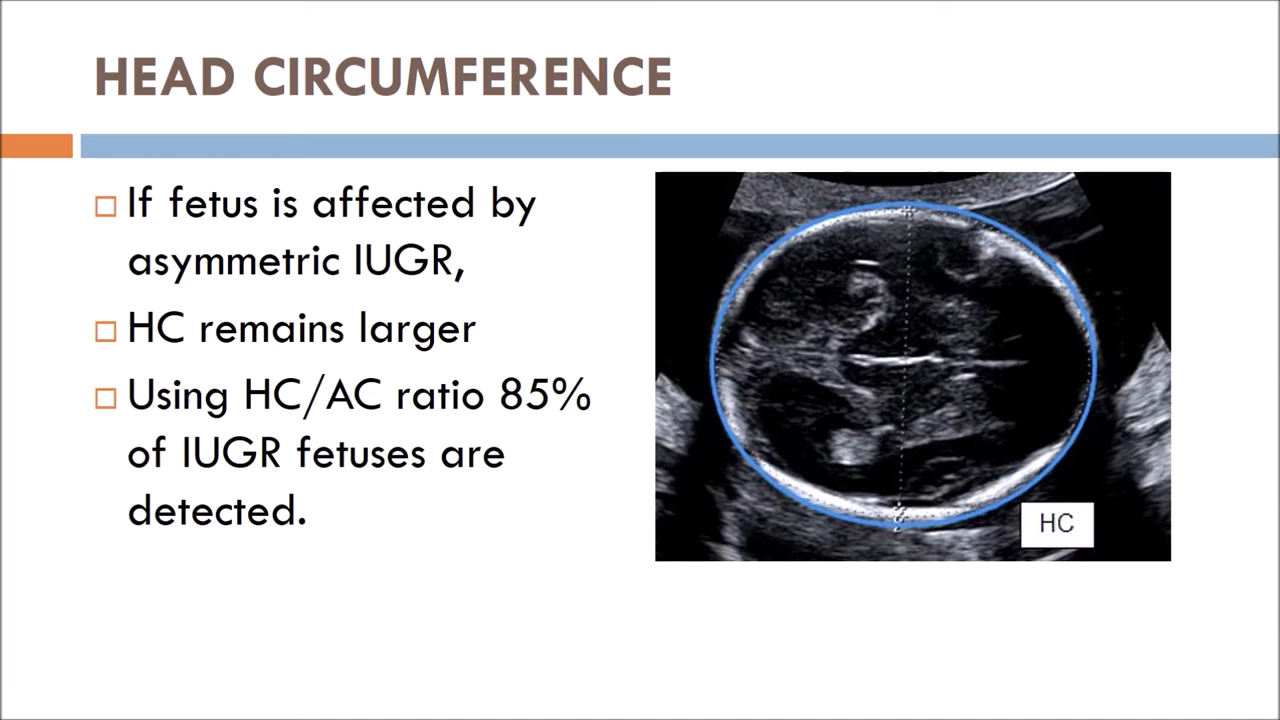 HEAD CIRCUMFERENCE
If fetus is affected by
asymmetric IUGR,
HC remains larger
Using HC/AC ratio 85%
of IUGR fetuses are
detected.
HC